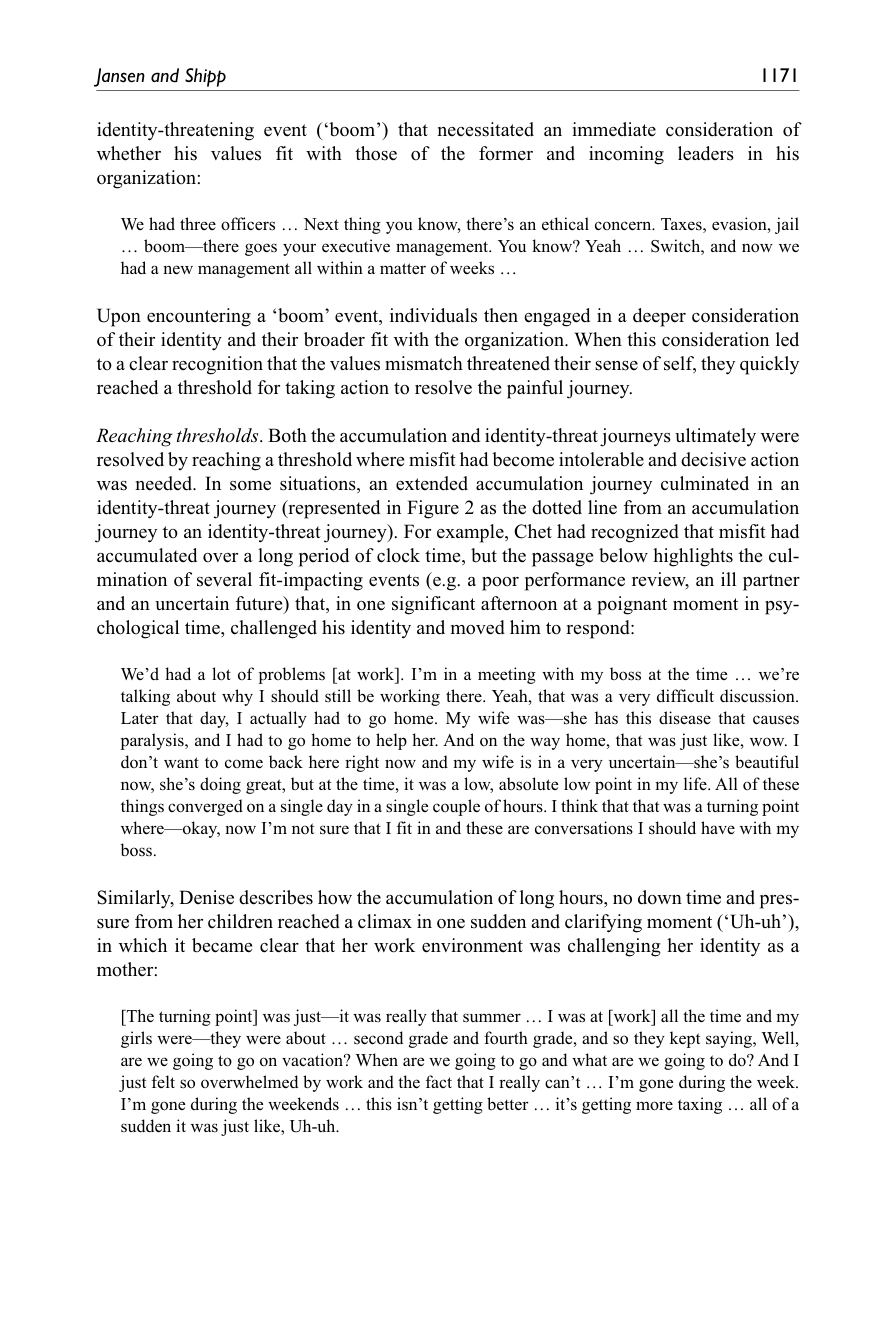 Jansen and Shipp 1171
identity-threatening event (‘boom’) that necessitated an immediate consideration of
whether his values fit with those of the former and incoming leaders in his
organization:
We had three officers … Next thing you know, there’s an ethical concern. Taxes, evasion, jail
… boom—there goes your executive management. You know? Yeah … Switch, and now we
had a new management all within a matter of weeks …
Upon encountering a ‘boom’ event, individuals then engaged in a deeper consideration
of their identity and their broader fit with the organization. When this consideration led
to a clear recognition that the values mismatch threatened their sense of self, they quickly
reached a threshold for taking action to resolve the painful journey.
Reaching thresholds. Both the accumulation and identity-threat journeys ultimately were
resolved by reaching a threshold where misfit had become intolerable and decisive action
was needed. In some situations, an extended accumulation journey culminated in an
identity-threat journey (represented in Figure 2 as the dotted line from an accumulation
journey to an identity-threat journey). For example, Chet had recognized that misfit had
accumulated over a long period of clock time, but the passage below highlights the cul-
mination of several fit-impacting events (e.g. a poor performance review, an ill partner
and an uncertain future) that, in one significant afternoon at a poignant moment in psy-
chological time, challenged his identity and moved him to respond:
We’d had a lot of problems [at work]. I’m in a meeting with my boss at the time … we’re
talking about why I should still be working there. Yeah, that was a very difficult discussion.
Later that day, I actually had to go home. My wife was—she has this disease that causes
paralysis, and I had to go home to help her. And on the way home, that was just like, wow. I
don’t want to come back here right now and my wife is in a very uncertain—she’s beautiful
now, she’s doing great, but at the time, it was a low, absolute low point in my life. All of these
things converged on a single day in a single couple of hours. I think that that was a turning point
where—okay, now I’m not sure that I fit in and these are conversations I should have with my
boss.
Similarly, Denise describes how the accumulation of long hours, no down time and pres-
sure from her children reached a climax in one sudden and clarifying moment (‘Uh-uh’),
in which it became clear that her work environment was challenging her identity as a
mother:
[The turning point] was just—it was really that summer … I was at [work] all the time and my
girls were—they were about … second grade and fourth grade, and so they kept saying, Well,
are we going to go on vacation? When are we going to go and what are we going to do? And I
just felt so overwhelmed by work and the fact that I really can’t … I’m gone during the week.
I’m gone during the weekends … this isn’t getting better … it’s getting more taxing … all of a
sudden it was just like, Uh-uh.